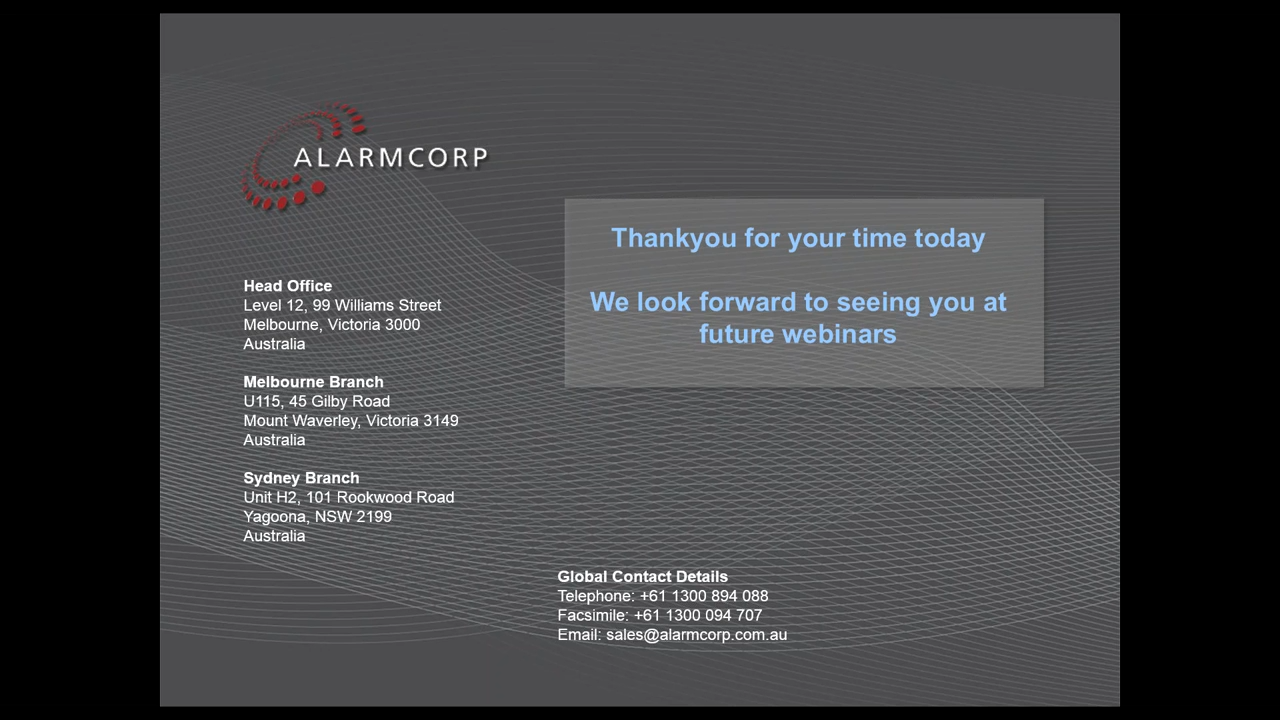 ALARMCORP
Thankyou for your time today
We look forward to seeing you at
future webinars
Head Office
Level 12, 99 Williams Street
Melbourne, Victoria 3000
Australia
Melbourne Branch
U115, 45 Gilby Road
Mount Waverley, Victoria 3149
Australia
Sydney Branch
Unit H2, 101 Rookwood Road
Yagoona, NSW 2199
Australia
Global Contact Details
Telephone: +61 1300 894 088
Facsimile: +61 1300 094 707
Email: sales@alarmcorp.com.au